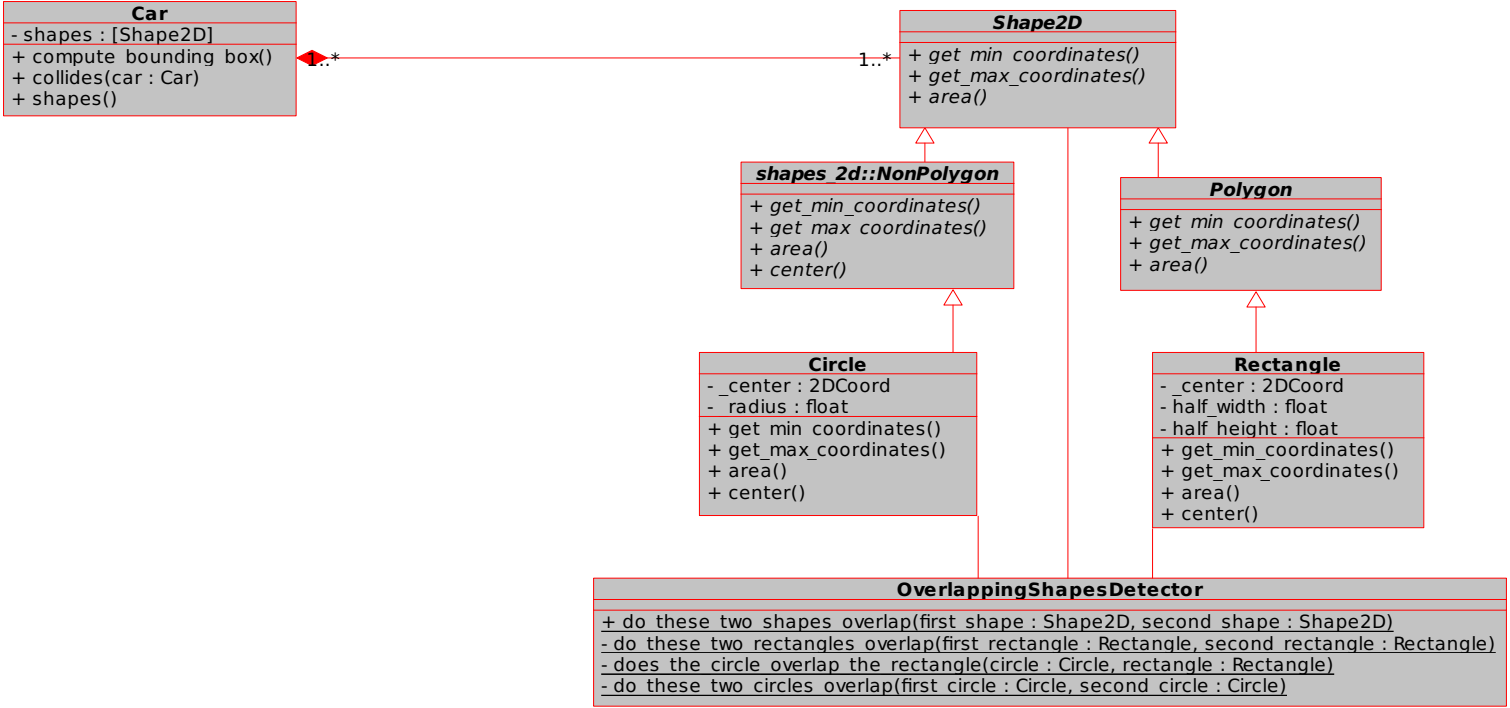 Car
- shapes : [Shape2D]
+ compute_bounding_box()
+ collides(car : Car)
+ shapes()
1..*
1..*
Shape2D
+ get_min_coordinates()
+ get_max_coordinates()
+ area()
shapes_2d::NonPolygon
+ get_min_coordinates()
+ get_max_coordinates()
+ area()
+ center()
Polygon
+ get_min_coordinates()
+ get_max_coordinates()
+ area()
Circle
- _center : 2DCoord
- _radius : float
+ get_min_coordinates()
+ get_max_coordinates()
+ area()
+ center()
Rectangle
- _center : 2DCoord
- half_width : float
- half_height : float
+ get_min_coordinates()
+ get_max_coordinates()
+ area()
+ center()
OverlappingShapesDetector
+ do_these_two_shapes_overlap(first_shape : Shape2D, second_shape : Shape2D)
- do_these_two_rectangles_overlap(first_rectangle : Rectangle, second_rectangle : Rectangle)
- does_the_circle_overlap_the_rectangle(circle : Circle, rectangle : Rectangle)
- do_these_two_circles_overlap(first_circle : Circle, second_circle : Circle)